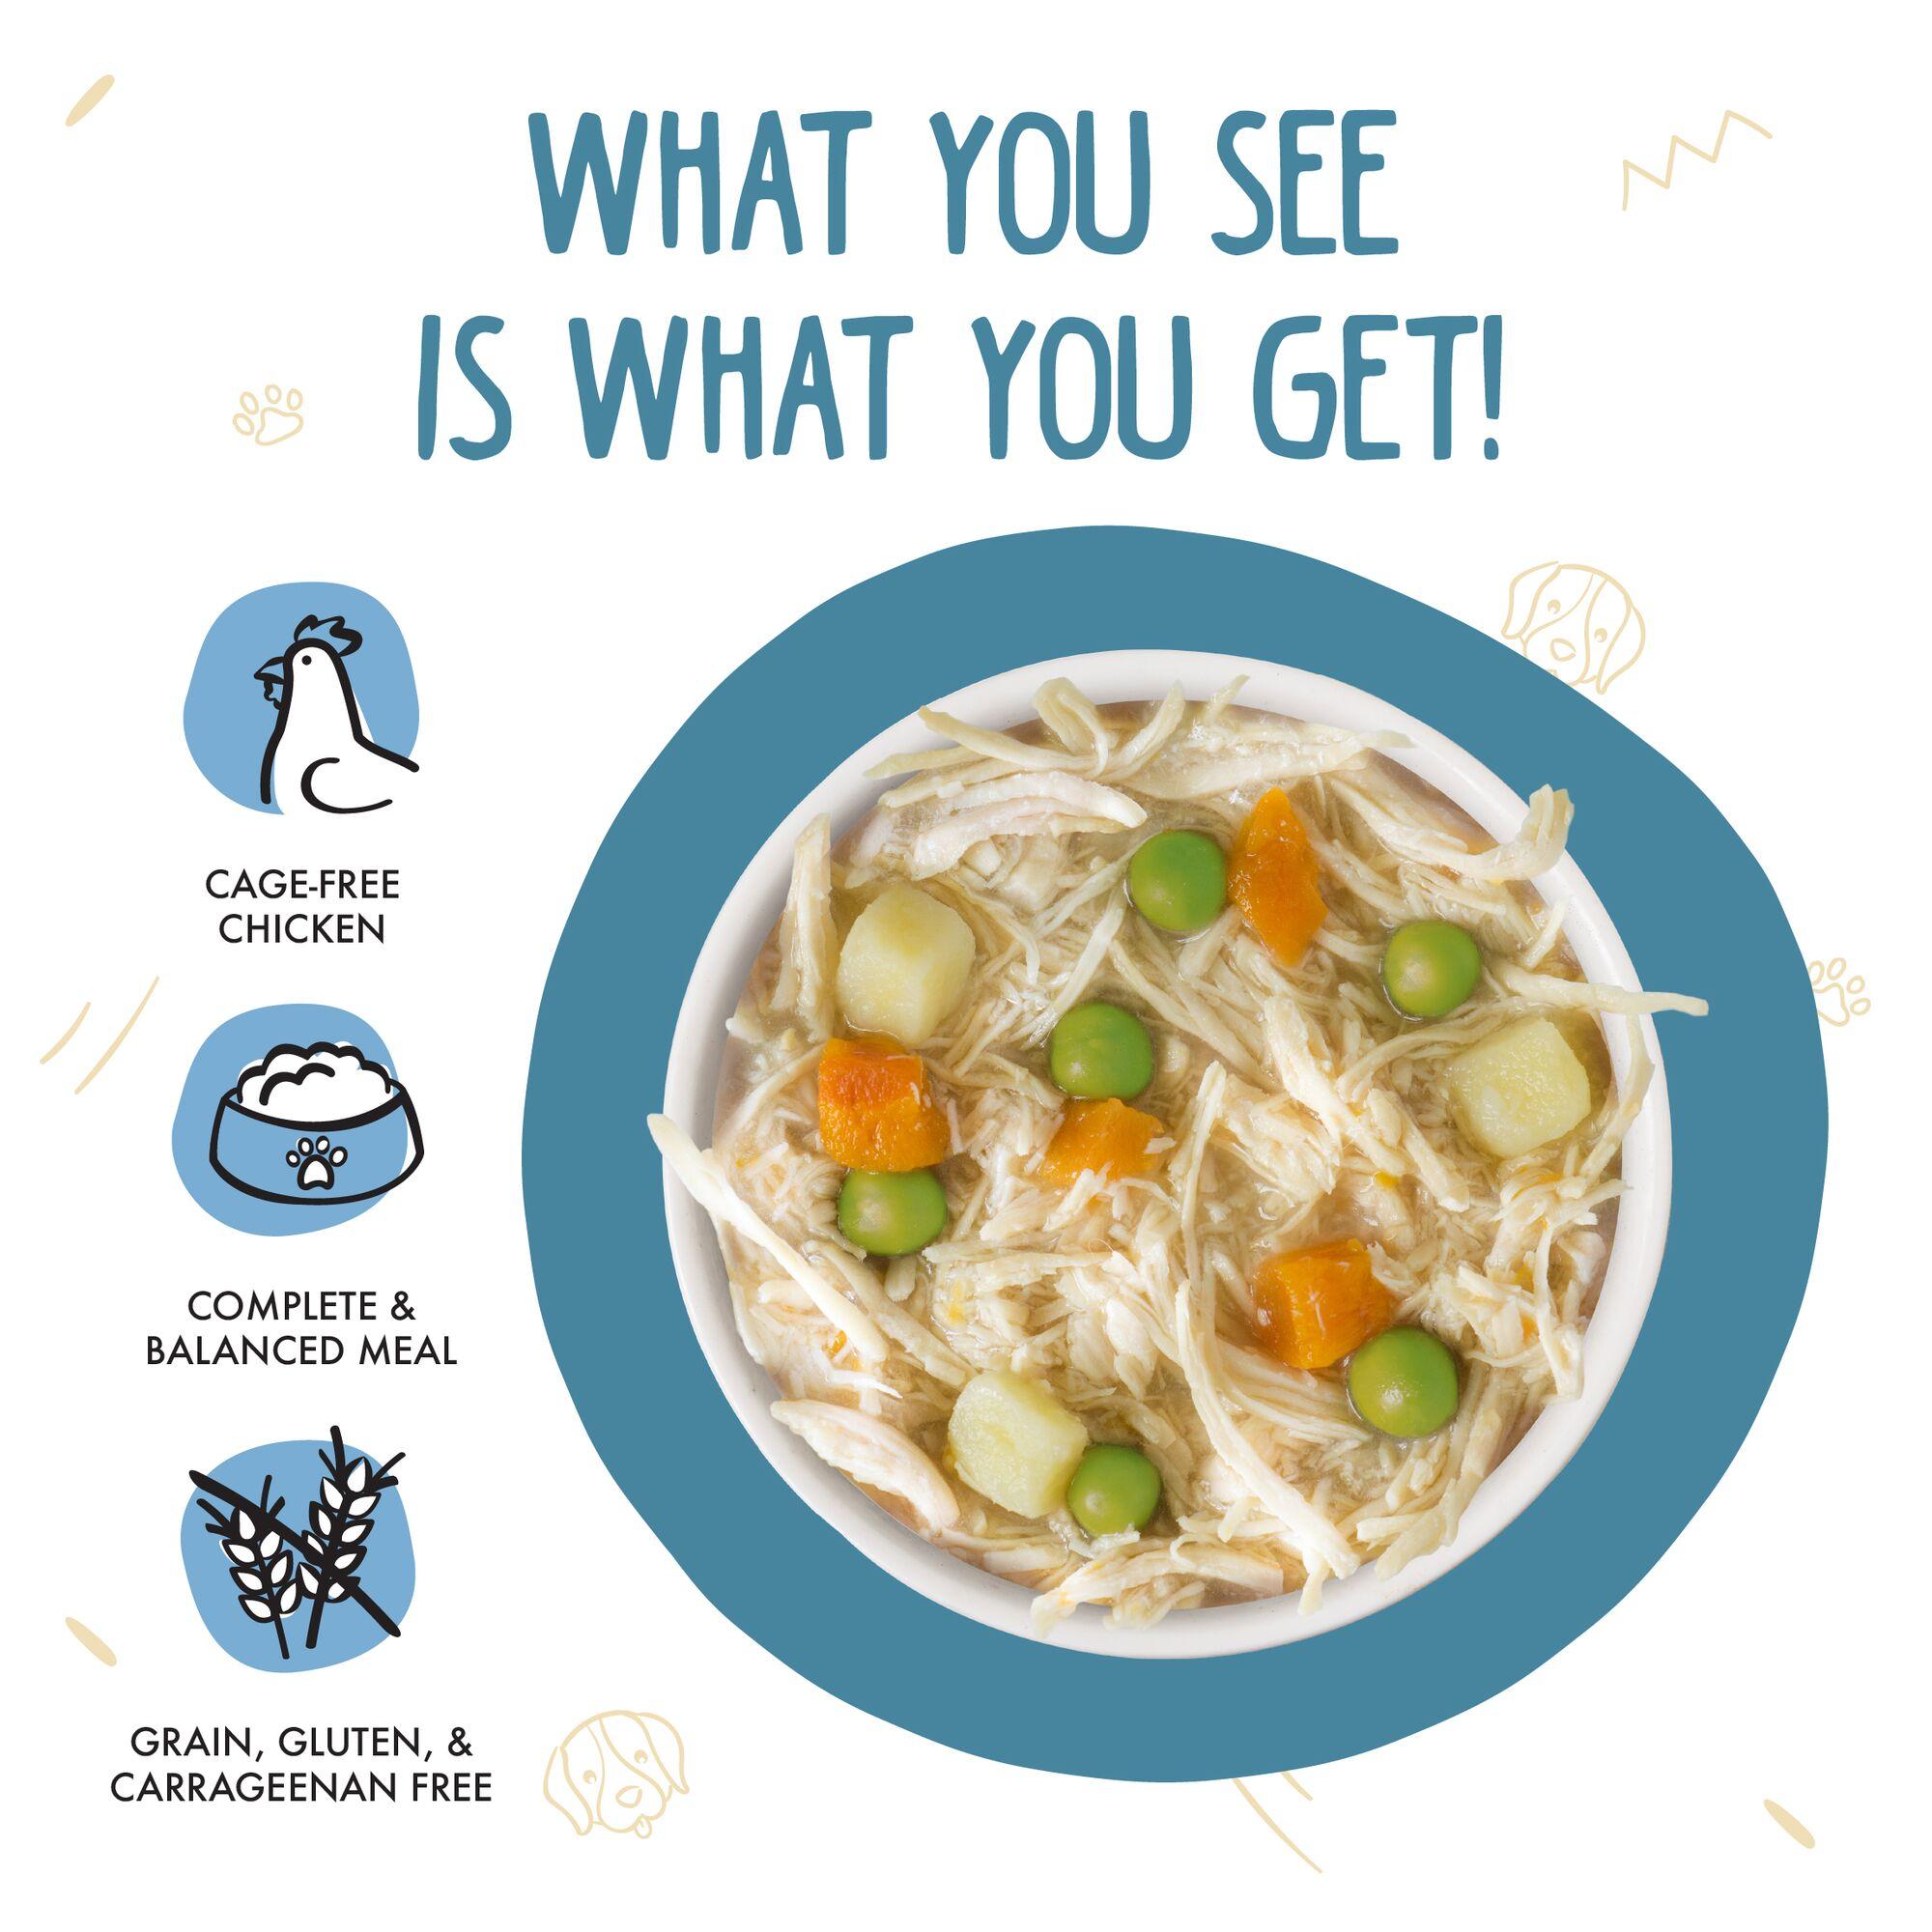 WHAT YOU SEE
IS WHAT YOU GET!
CAGE-FREE
CHICKEN
COMPLETE &
BALANCED MEAL
GRAIN, GLUTEN, &
CARRAGEENAN FREE